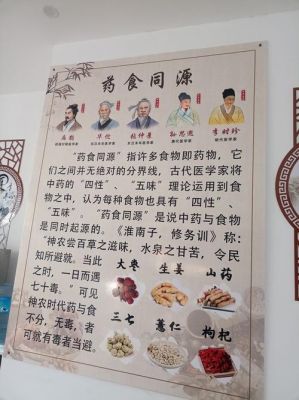 药食同源
扁鹊 华佗 张仲景 孙思邈 李时珍
“药食同源”指许多食物即药物，它
们之间并无绝对的分界线，古代医学家将
中药的“四性”、“五味”理论运用到食
物之中，认为每种食物也具有“四性”、
“五味”。“药食同源”是说中药与食物
是同时起源的。《淮南子，修务训》称：
“神农尝百草之滋味，水泉之甘苦，令民
知所避就。当此
之时，一日而遇
七十毒。”可见
神农时代药与食
不分，无毒，者
可就有毒者当避。
大枣 生姜 山药
三七 薏仁 枸杞